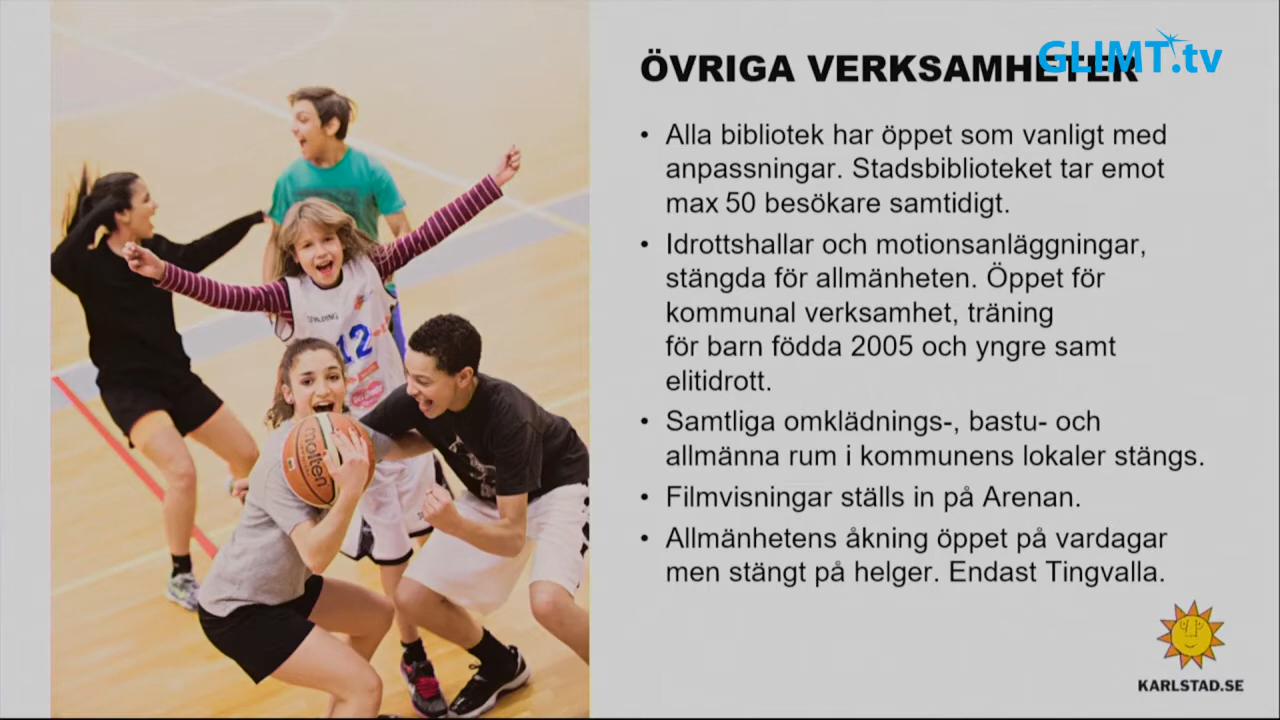 GLIMT.tv
ÖVRIGA VERKSAMHETER
• Alla bibliotek har öppet som vanligt med
anpassningar. Stadsbiblioteket tar emot
max 50 besökare samtidigt.
• Idrottshallar och motionsanläggningar,
stängda för allmänheten. Öppet för
kommunal verksamhet, träning
för barn födda 2005 och yngre samt
elitidrott.
• Samtliga omklädnings-, bastu- och
allmänna rum i kommunens lokaler stängs.
• Filmvisningar ställs in på Arenan.
• Allmänhetens åkning öppet på vardagar
men stängt på helger. Endast Tingvalla.
KARLSTAD.SE
SPALDING
12
molten